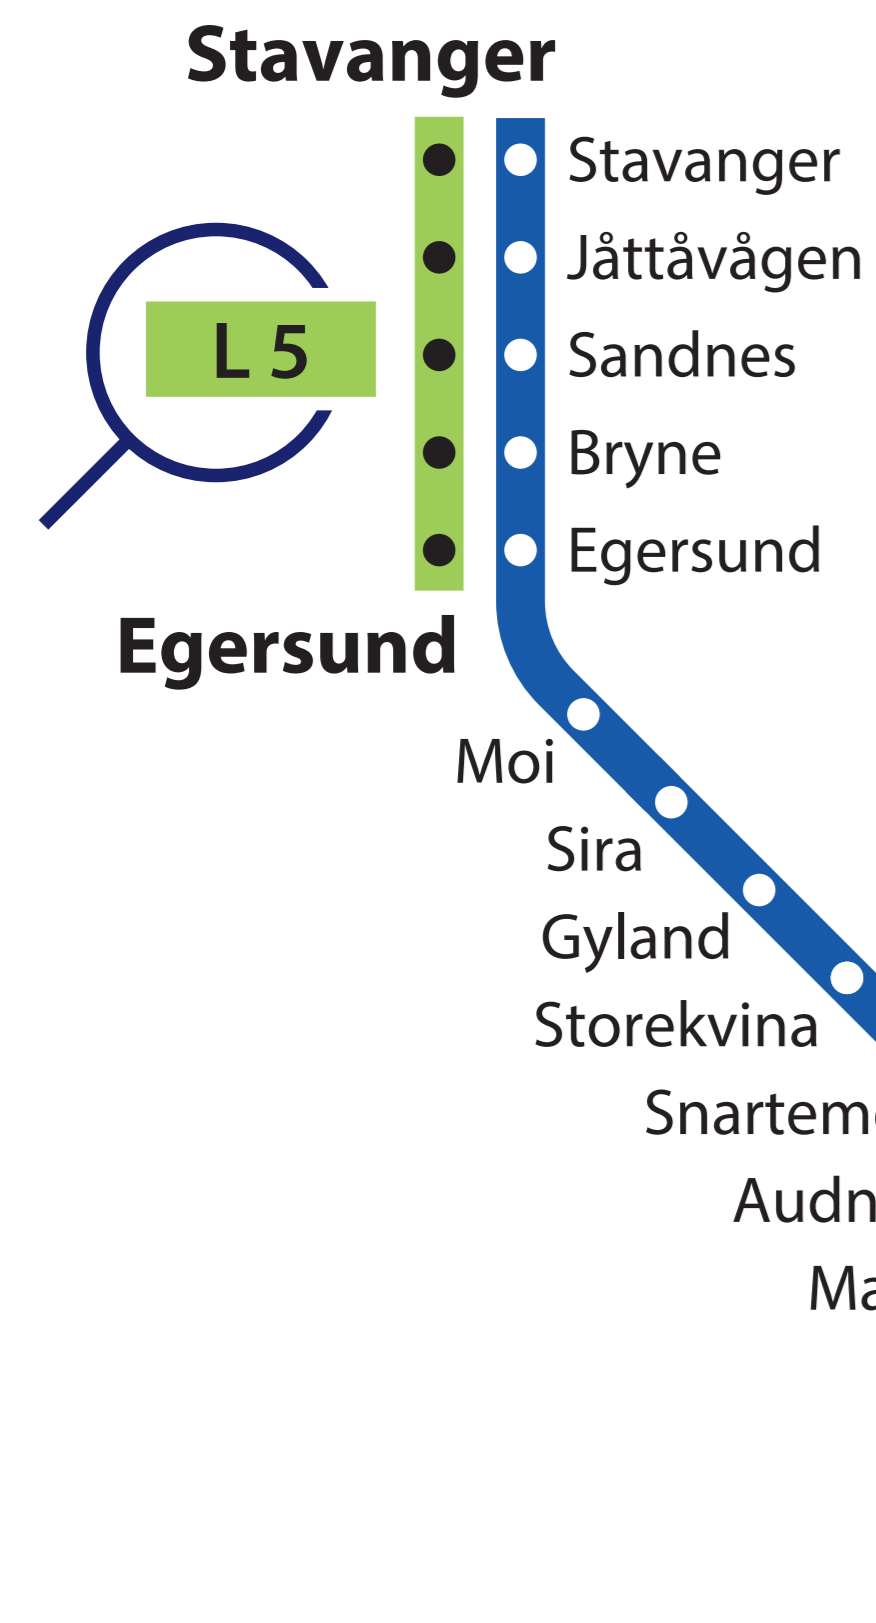 Stavanger
Stavanger
Jåttåvågen
L 5
Sandnes
Bryne
Egersund
Egersund
Moi
Sira
Gyland
Storekvina